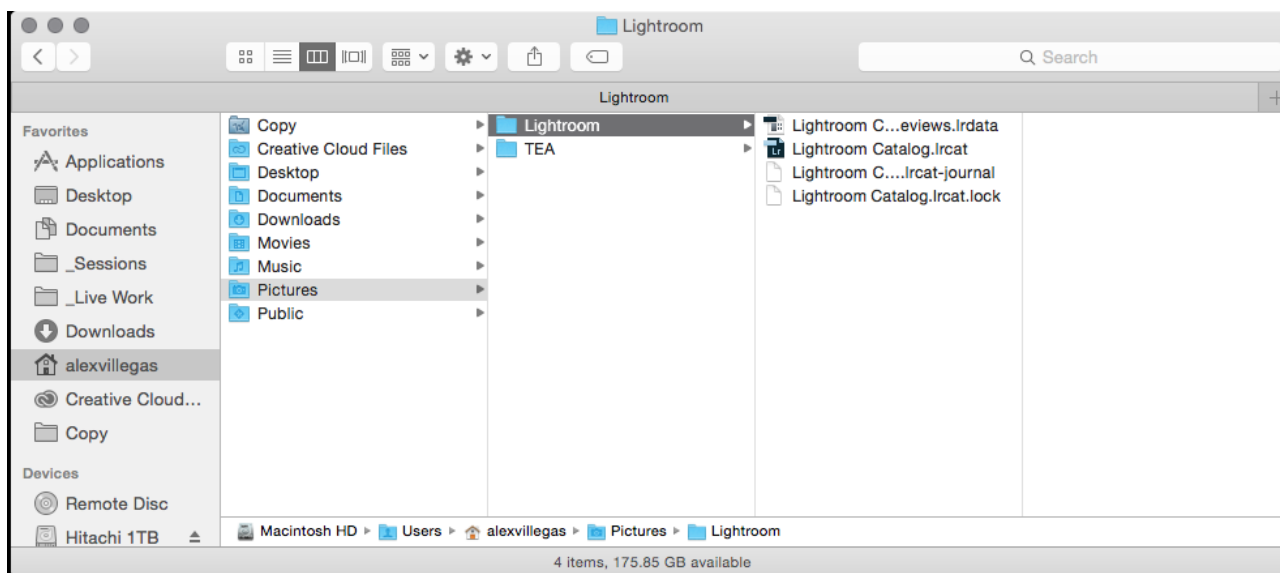 Lightroom
Search
Lightroom
Favorites
Applications
Desktop
Documents
_Sessions
_Live Work
Downloads
alexvillegas
Creative Cloud...
Copy
Devices
Remote Disc
Hitachi 1TB
Copy
Creative Cloud Files
Desktop
Documents
Downloads
Movies
Music
Pictures
Public
Lightroom
TEA
Lightroom C...eviews.lrdata
Lr Lightroom Catalog.lrcat
Lightroom C....lrcat-journal
Lightroom Catalog.lrcat.lock
Macintosh HD Users alexvillegas Pictures Lightroom
4 items, 175.85 GB available